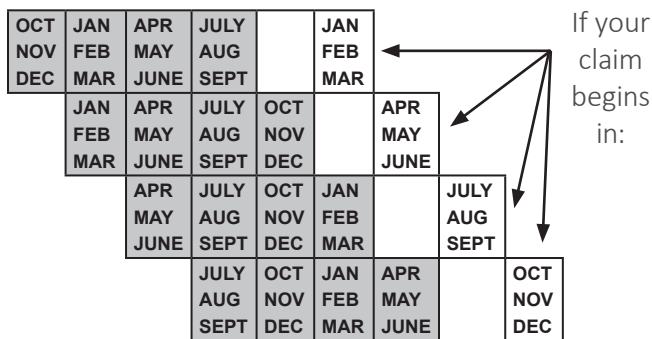 OCT JAN APR JULY JAN
NOV FEB MAY AUG FEB
DEC MAR JUNE SEPT MAR
JAN APR JULY OCT APR
FEB MAY AUG NOV MAY
MAR JUNE SEPT DEC JUNE
APR JULY OCT JAN JULY
MAY AUG NOV FEB AUG
JUNE SEPT DEC MAR SEPT
JULY OCT JAN APR OCT
AUG NOV FEB MAY NOV
SEPT DEC MAR JUNE DEC
If your
claim
begins
in: